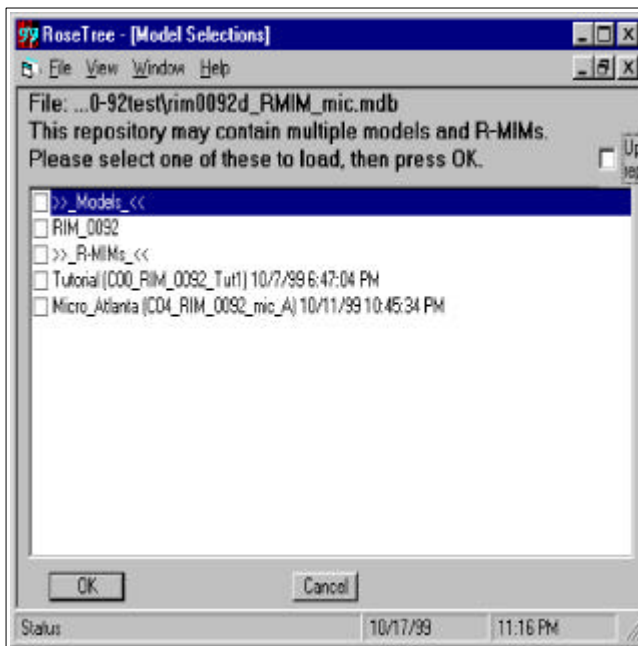 RoseTree - [Model Selections]
File View Window Help
File: ...0-92test\rim0092d_RMIM_mic.mdb
This repository may contain multiple models and R-MIMs.
Please select one of these to load, then press OK.
Up
rep
>>_Models_<<
RIM_0092
>>_R-MIMs_<<
Tutorial (C00_RIM_0092_Tut1) 10/7/99 6:47:04 PM
Micro_Atlanta (C04_RIM_0092_mic_A) 10/11/99 10:45:34 PM
OK Cancel
Status 10/17/99 11:16 PM